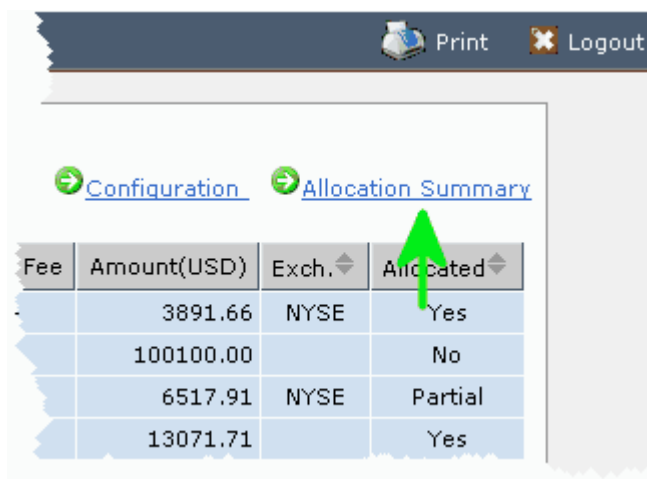 Print Logout
Configuration Allocation Summary
Fee Amount(USD) Exch. Allocated
3891.66 NYSE Yes
100100.00 No
6517.91 NYSE Partial
13071.71 Yes